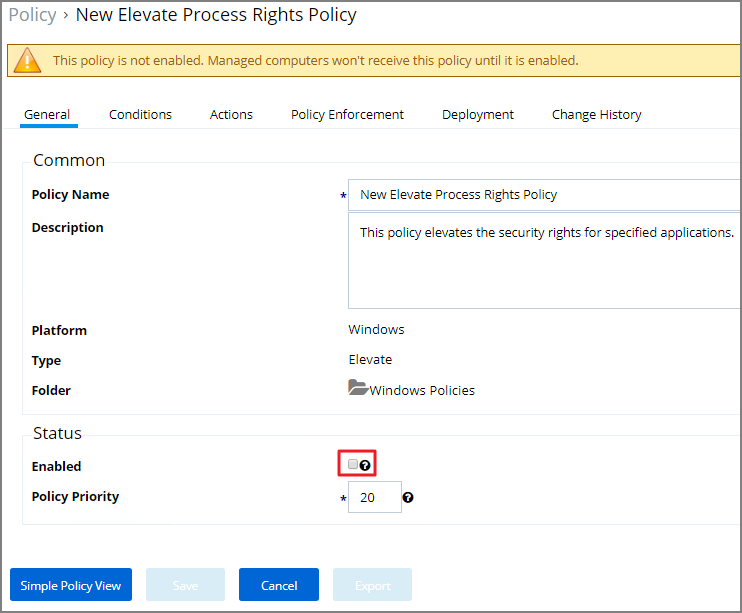 Policy › New Elevate Process Rights Policy
This policy is not enabled. Managed computers won't receive this policy until it is enabled.
General Conditions Actions Policy Enforcement Deployment Change History
Common
Policy Name * New Elevate Process Rights Policy
Description This policy elevates the security rights for specified applications.
Platform Windows
Type Elevate
Folder Windows Policies
Status
Enabled ?
Policy Priority * 20 ?
Simple Policy View Save Cancel Export